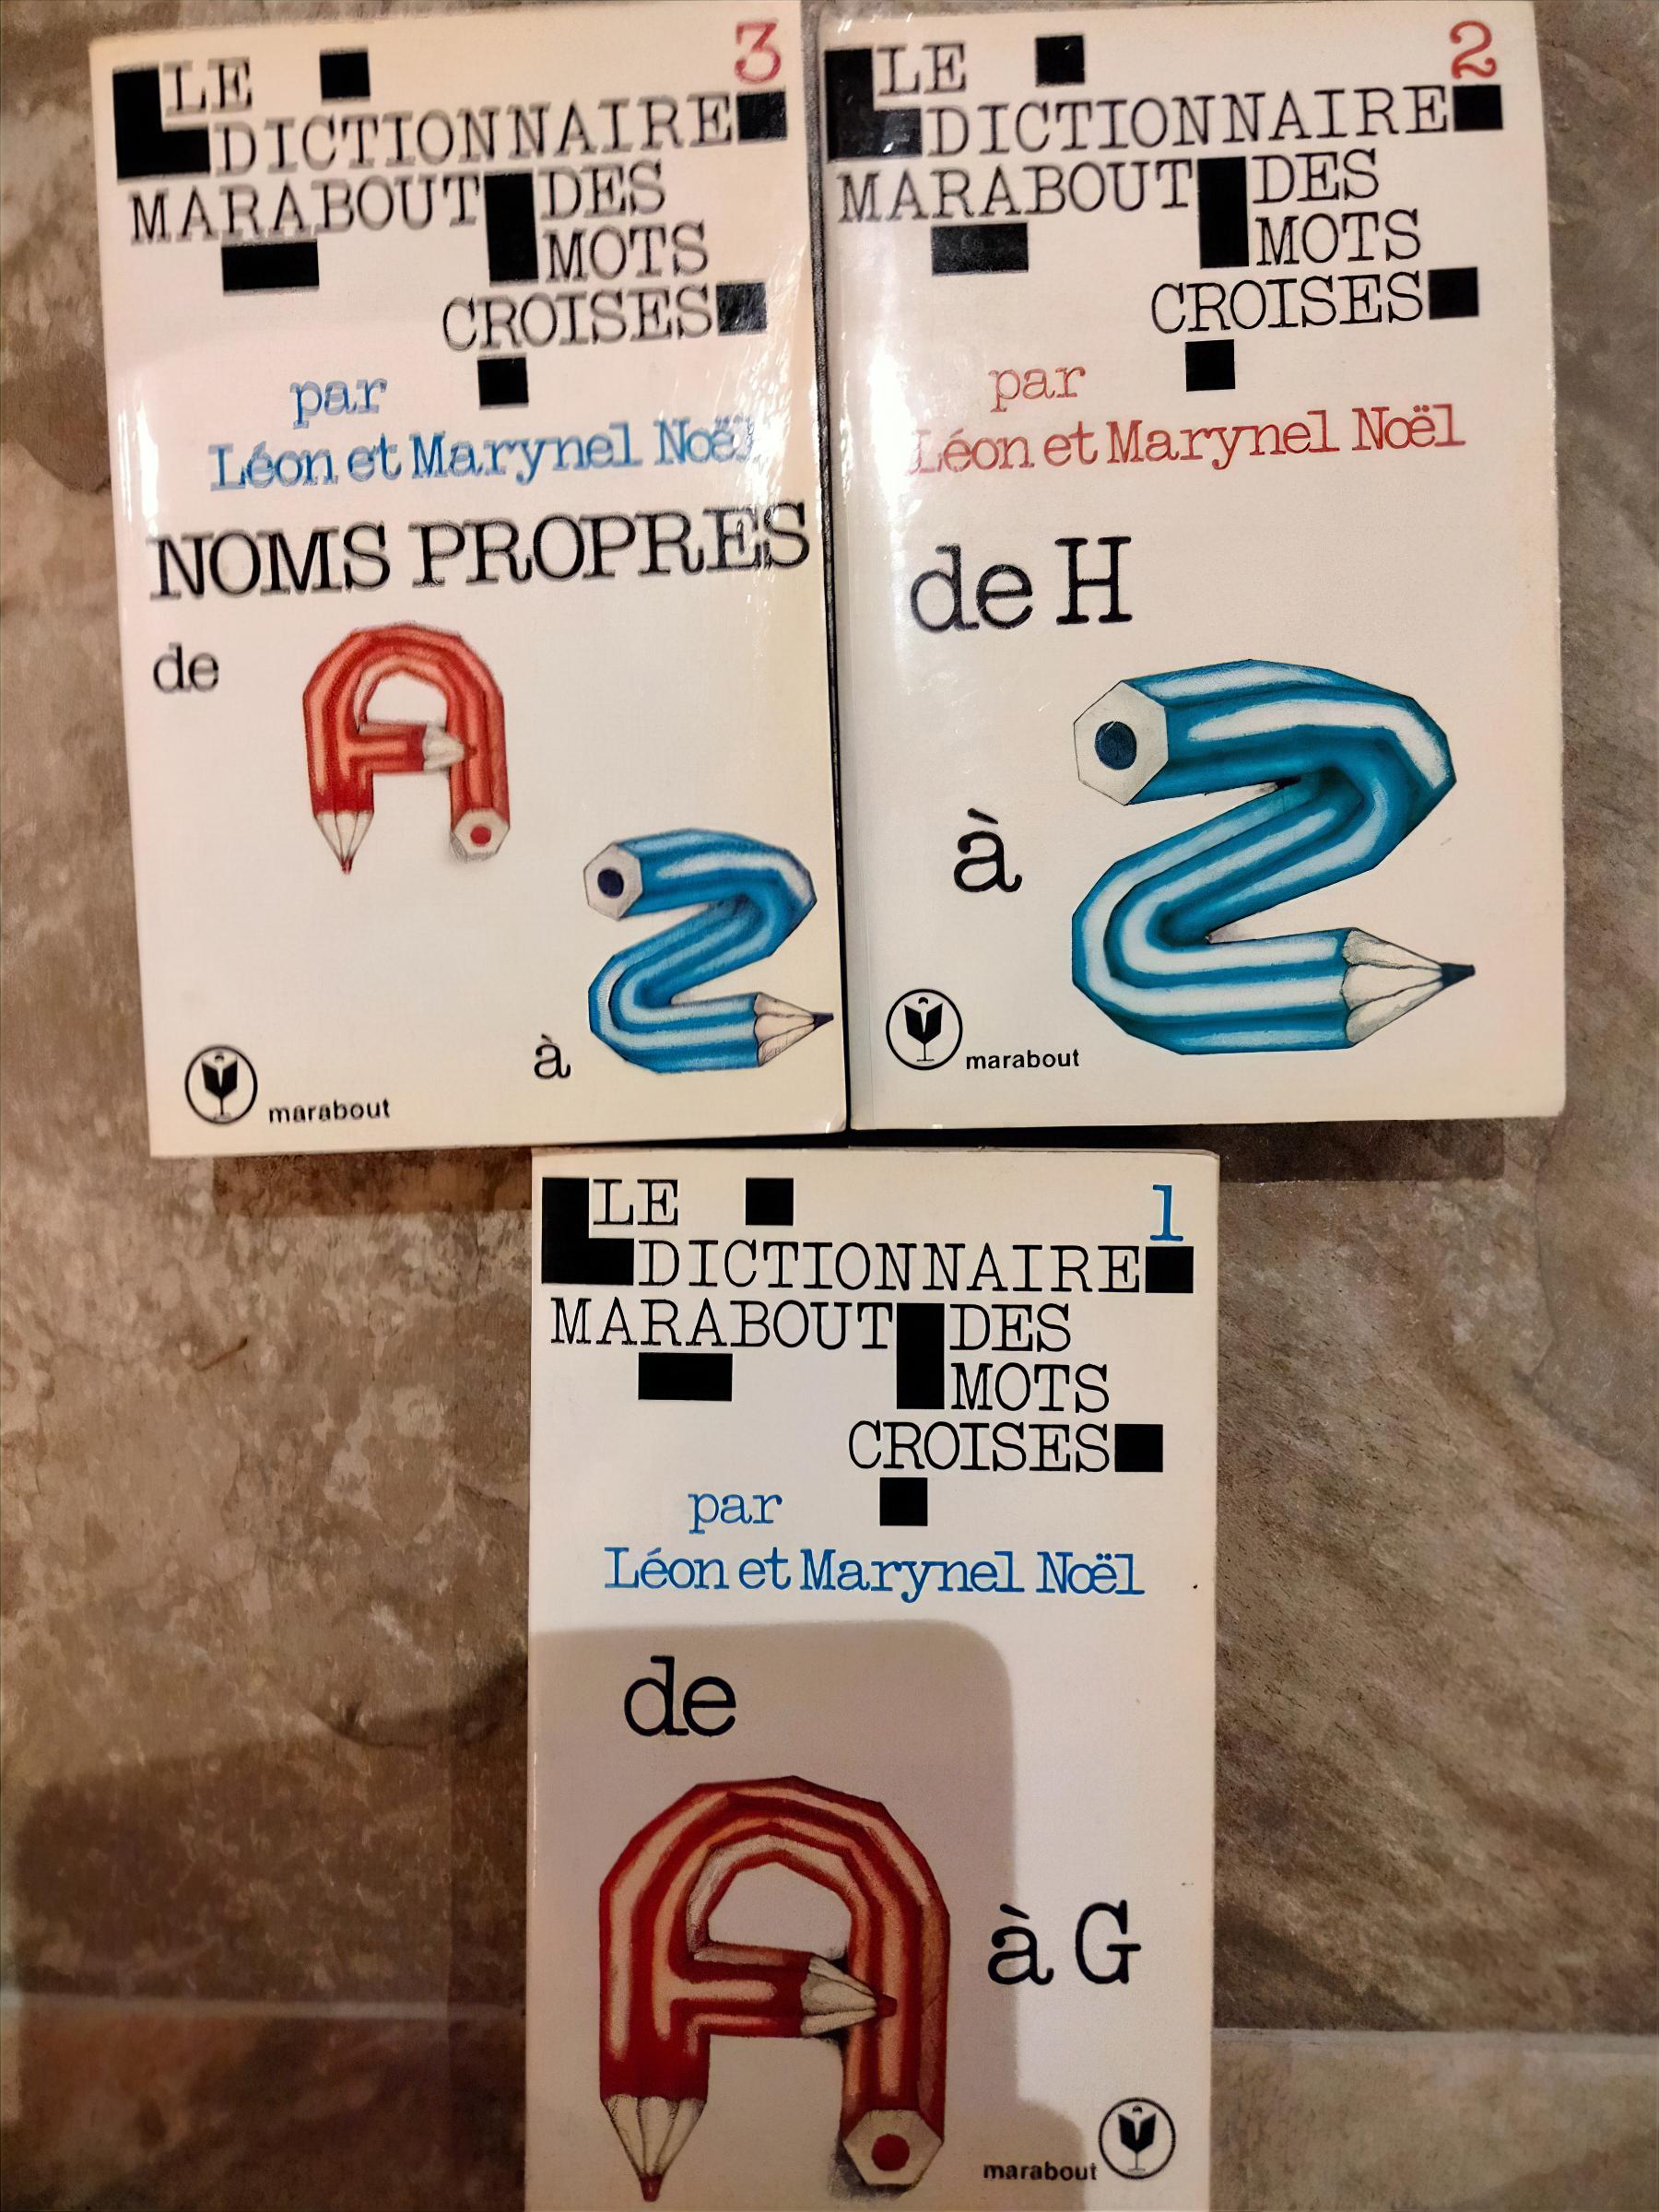 3
LE
DICTIONNAIRE
MARABOUT DES
MOTS
CROISES
par
Léon et Marynel Noël
NOMS PROPRES
de A
à Z
marabout
2
LE
DICTIONNAIRE
MARABOUT DES
MOTS
CROISES
par
Léon et Marynel Noël
de H
à Z
marabout
1
LE
DICTIONNAIRE
MARABOUT DES
MOTS
CROISES
par
Léon et Marynel Noël
de
A à G
marabout